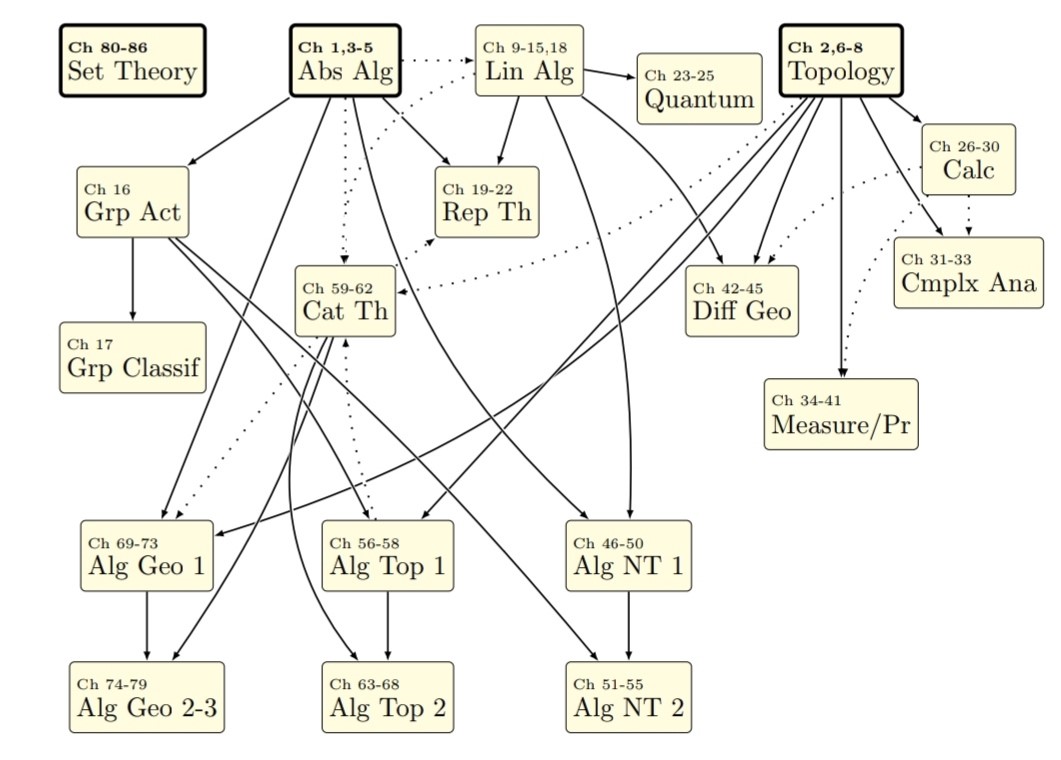 Ch 80-86
Set Theory
Ch 1,3-5
Abs Alg
Ch 9-15,18
Lin Alg
Ch 23-25
Quantum
Ch 2,6-8
Topology
Ch 26-30
Calc
Ch 16
Grp Act
Ch 19-22
Rep Th
Ch 31-33
Cmplx Ana
Ch 59-62
Cat Th
Ch 42-45
Diff Geo
Ch 17
Grp Classif
Ch 34-41
Measure/Pr
Ch 69-73
Alg Geo 1
Ch 56-58
Alg Top 1
Ch 46-50
Alg NT 1
Ch 74-79
Alg Geo 2-3
Ch 63-68
Alg Top 2
Ch 51-55
Alg NT 2